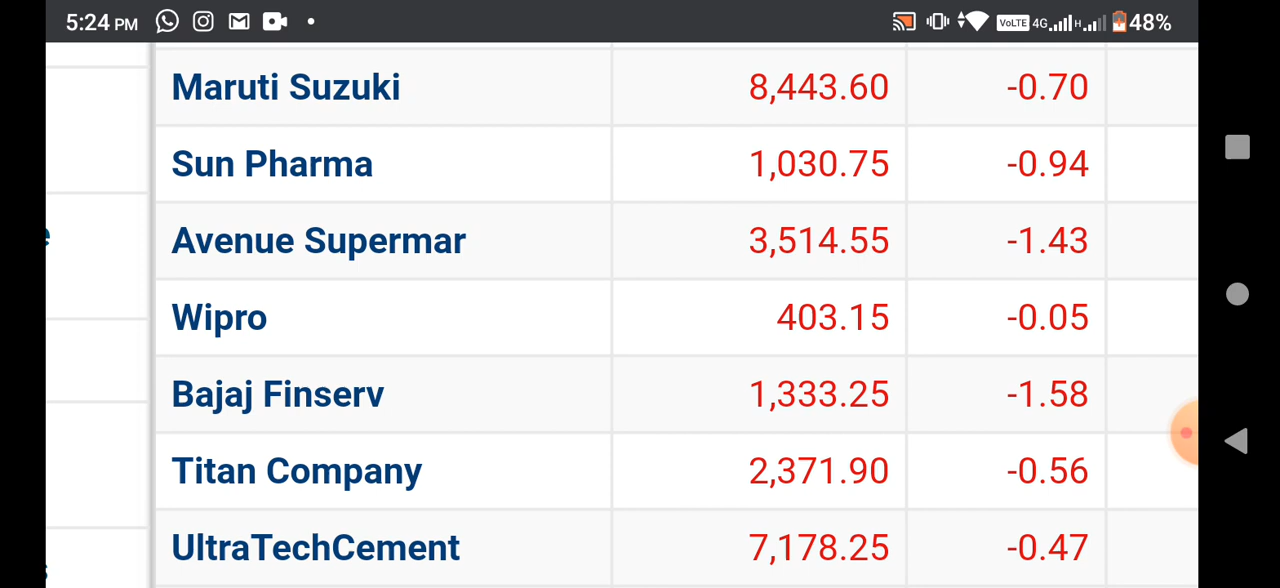 5:24 PM VoLTE 4G H 48%
Maruti Suzuki 8,443.60 -0.70
Sun Pharma 1,030.75 -0.94
Avenue Supermar 3,514.55 -1.43
e
Wipro 403.15 -0.05
Bajaj Finserv 1,333.25 -1.58
Titan Company 2,371.90 -0.56
UltraTechCement 7,178.25 -0.47
s